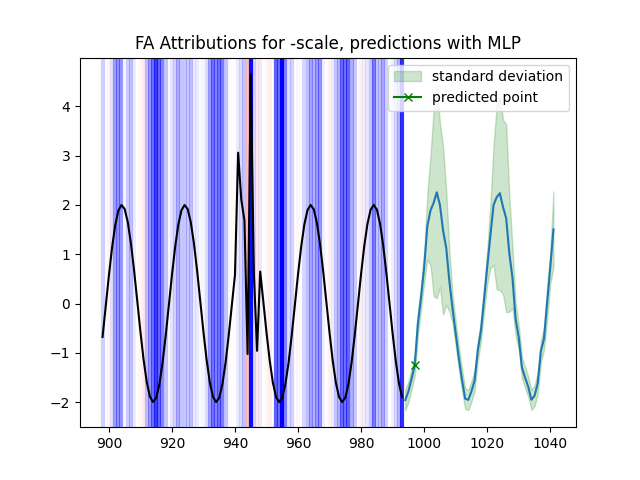 FA Attributions for -scale, predictions with MLP
standard deviation
predicted point
4
3
2
1
0
−1
−2
900 920 940 960 980 1000 1020 1040